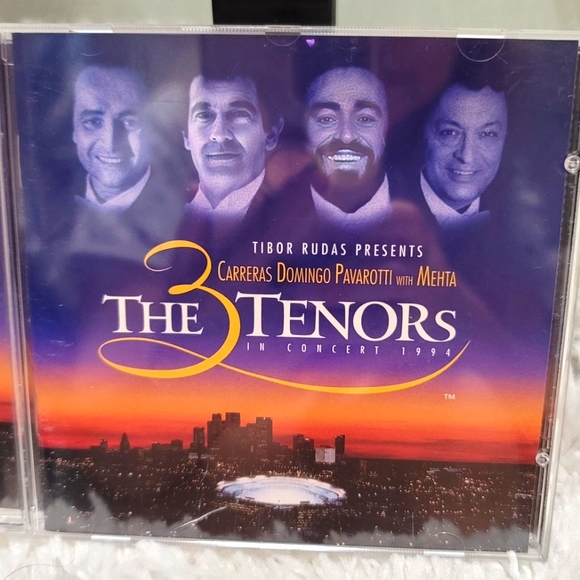 TIBOR RUDAS PRESENTS
CARRERAS DOMINGO PAVAROTTI WITH MEHTA
THE 3 TENORS
IN CONCERT 1994
TM